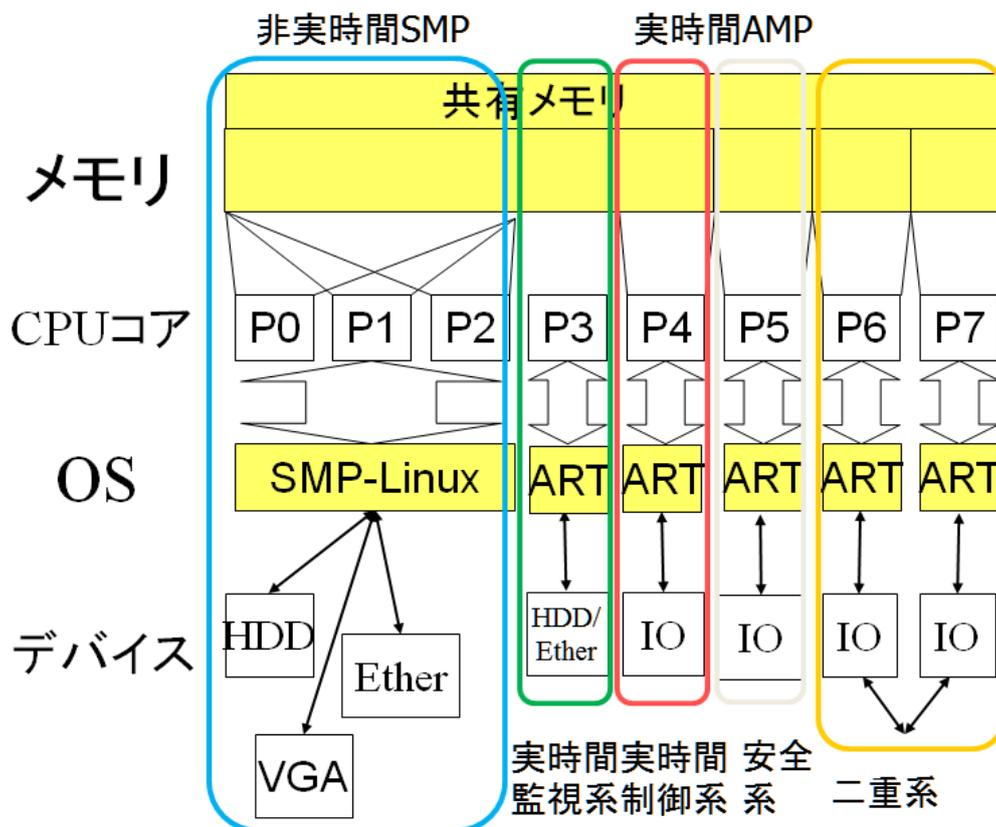 非実時間SMP 実時間AMP
共有メモリ
メモリ
CPUコア P0 P1 P2 P3 P4 P5 P6 P7
OS SMP-Linux ART ART ART ART ART
デバイス HDD Ether VGA HDD/
Ether IO IO IO IO
実時間
監視系
実時間
制御系
安全
系
二重系